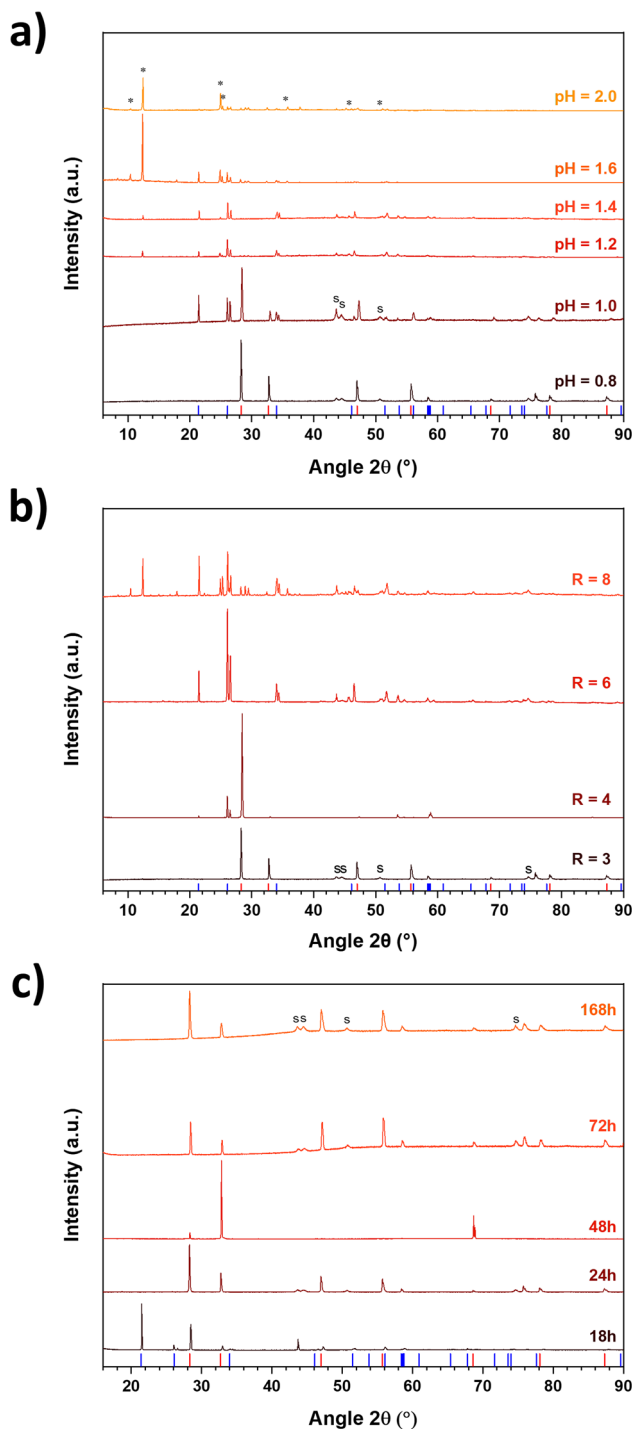 a)
* * * * * * *
pH = 2.0
pH = 1.6
pH = 1.4
pH = 1.2
s s s
pH = 1.0
pH = 0.8
Intensity (a.u.)
20 30 40 50 60 70 80 90
Angle 2θ (°)
b)
R = 8
R = 6
R = 4
R = 3
s s s s
Intensity (a.u.)
20 30 40 50 60 70 80 90
Angle 2θ (°)
c)
168h
s s s s
72h
48h
24h
18h
Intensity (a.u.)
20 30 40 50 60 70 80 90
Angle 2θ (°)